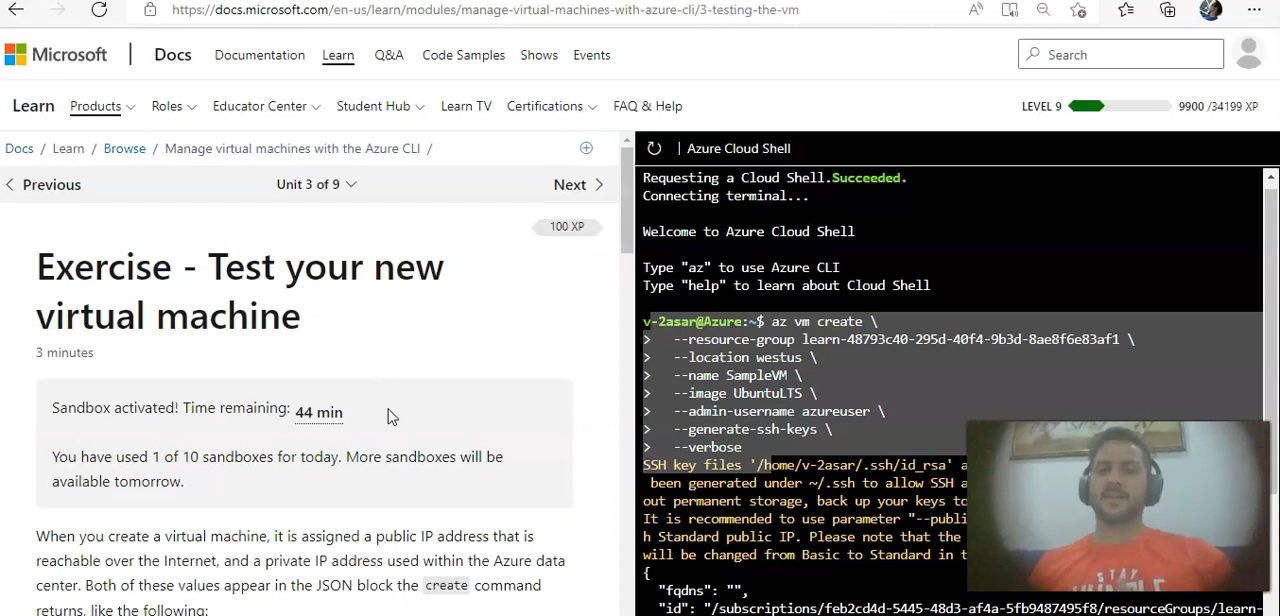 https://docs.microsoft.com/en-us/learn/modules/manage-virtual-machines-with-azure-cli/3-testing-the-vm
Microsoft | Docs Documentation Learn Q&A Code Samples Shows Events Search
Learn Products Roles Educator Center Student Hub Learn TV Certifications FAQ & Help LEVEL 9 9900 /34199 XP
Docs / Learn / Browse / Manage virtual machines with the Azure CLI /
Previous Unit 3 of 9 Next
100 XP
Exercise - Test your new
virtual machine
3 minutes
Sandbox activated! Time remaining: 44 min
You have used 1 of 10 sandboxes for today. More sandboxes will be
available tomorrow.
When you create a virtual machine, it is assigned a public IP address that is
reachable over the Internet, and a private IP address used within the Azure data
center. Both of these values appear in the JSON block the create command
returns, like the following:
| Azure Cloud Shell
Requesting a Cloud Shell.Succeeded.
Connecting terminal...
Welcome to Azure Cloud Shell
Type "az" to use Azure CLI
Type "help" to learn about Cloud Shell
v-2asar@Azure:~$ az vm create \
> --resource-group learn-48793c40-295d-40f4-9b3d-8ae8f6e83af1 \
> --location westus \
> --name SampleVM \
> --image UbuntuLTS \
> --admin-username azureuser \
> --generate-ssh-keys \
> --verbose
SSH key files '/home/v-2asar/.ssh/id_rsa' a
been generated under ~/.ssh to allow SSH a
out permanent storage, back up your keys to
It is recommended to use parameter "--publi
h Standard public IP. Please note that the
will be changed from Basic to Standard in t
{
"fqdns": "",
"id": "/subscriptions/feb2cd4d-5445-48d3-af4a-5fb9487495f8/resourceGroups/learn-
STAY